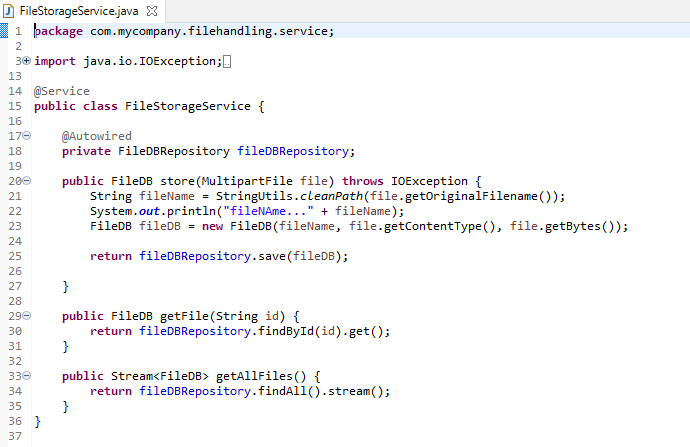 FileStorageService.java
1 package com.mycompany.filehandling.service;
2
3 import java.io.IOException;
13
14 @Service
15 public class FileStorageService {
16
17     @Autowired
18     private FileDBRepository fileDBRepository;
19
20     public FileDB store(MultipartFile file) throws IOException {
21         String fileName = StringUtils.cleanPath(file.getOriginalFilename());
22         System.out.println("fileNAme..." + fileName);
23         FileDB fileDB = new FileDB(fileName, file.getContentType(), file.getBytes());
24
25         return fileDBRepository.save(fileDB);
26
27     }
28
29     public FileDB getFile(String id) {
30         return fileDBRepository.findById(id).get();
31     }
32
33     public Stream<FileDB> getAllFiles() {
34         return fileDBRepository.findAll().stream();
35     }
36 }
37